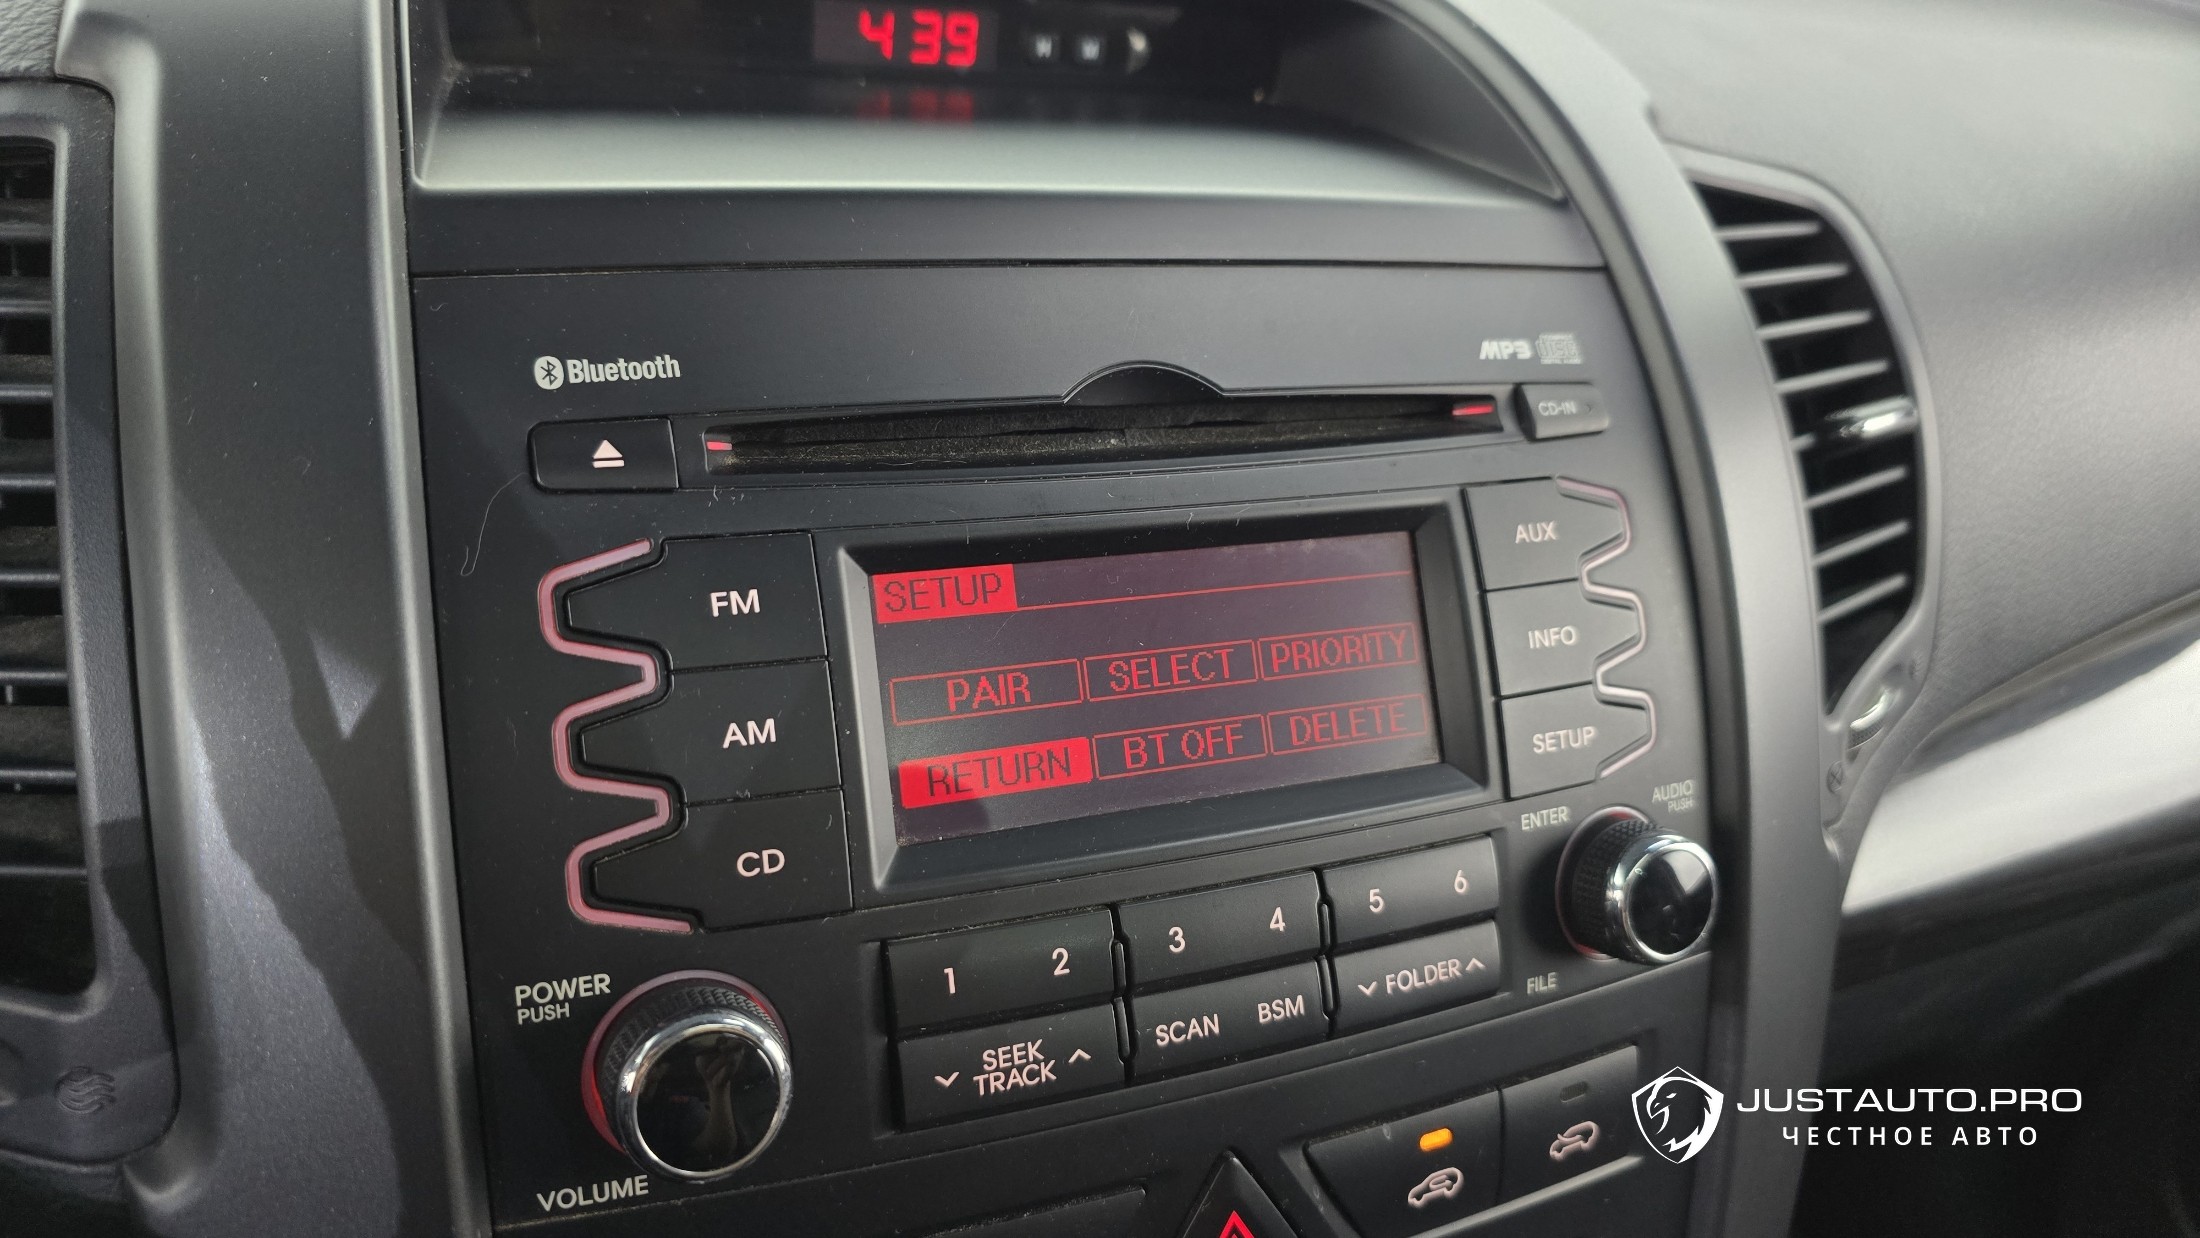 4 39
H M
Bluetooth
MP3
CD-IN
AUX
FM
SETUP
INFO
PAIR SELECT PRIORITY
AM
SETUP
RETURN BT OFF DELETE
CD
ENTER
AUDIO
PUSH
1 2 3 4 5 6
POWER
PUSH
SEEK
TRACK
SCAN BSM
FOLDER
FILE
VOLUME
JUSTAUTO.PRO
ЧЕСТНОЕ АВТО